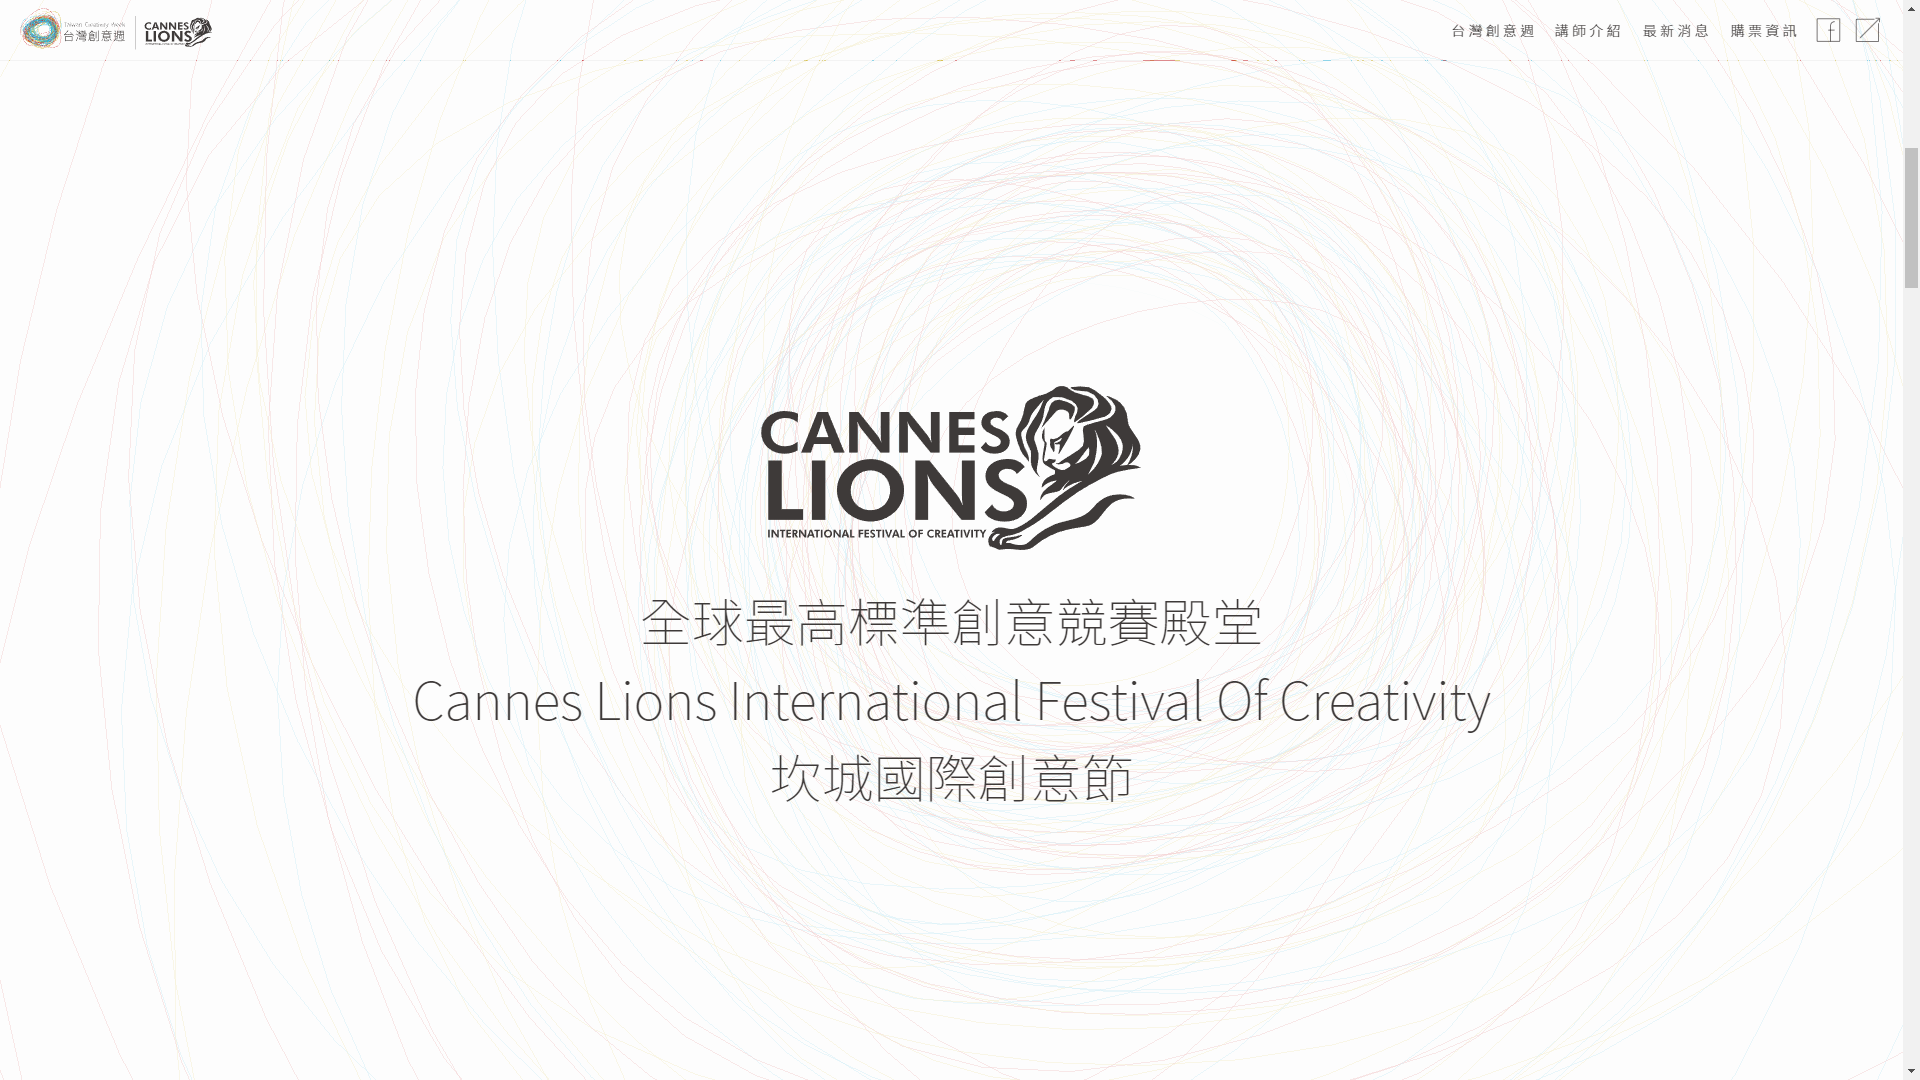 Taiwan Creativity Week
台灣創意週
CANNES
LIONS
台灣創意週
講師介紹
最新消息
購票資訊
f
CANNES
LIONS
INTERNATIONAL FESTIVAL OF CREATIVITY
全球最高標準創意競賽殿堂
Cannes Lions International Festival Of Creativity
坎城國際創意節